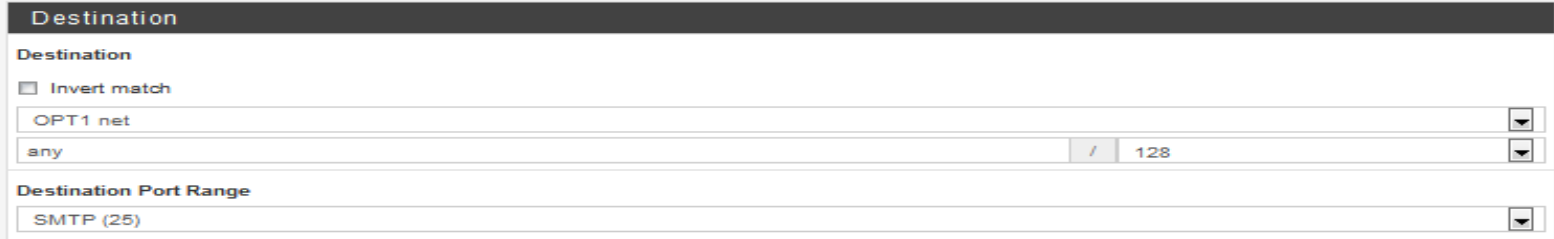 Destination
Destination
Invert match
OPT1 net
any / 128
Destination Port Range
SMTP (25)